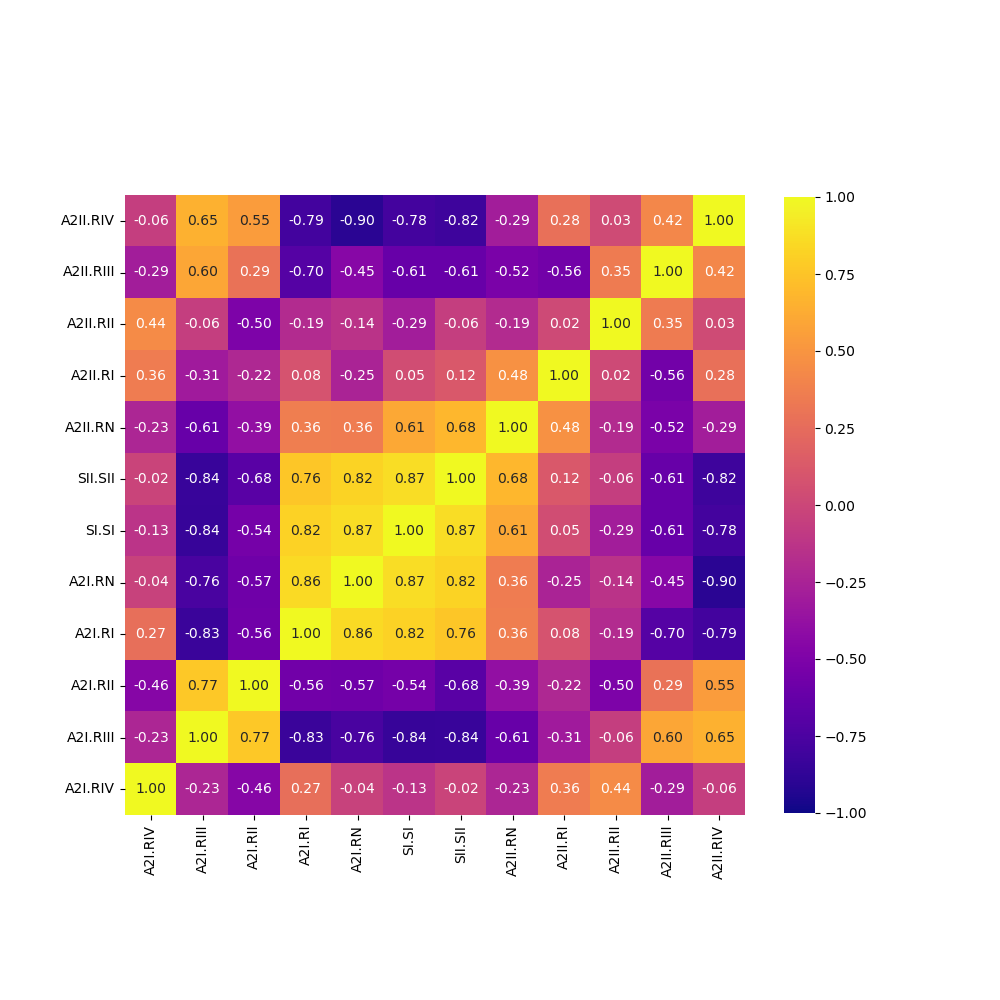 A2II.RIV -0.06 0.65 0.55 -0.79 -0.90 -0.78 -0.82 -0.29 0.28 0.03 0.42 1.00
A2II.RIII -0.29 0.60 0.29 -0.70 -0.45 -0.61 -0.61 -0.52 -0.56 0.35 1.00 0.42
A2II.RII 0.44 -0.06 -0.50 -0.19 -0.14 -0.29 -0.06 -0.19 0.02 1.00 0.35 0.03
A2II.RI 0.36 -0.31 -0.22 0.08 -0.25 0.05 0.12 0.48 1.00 0.02 -0.56 0.28
A2II.RN -0.23 -0.61 -0.39 0.36 0.36 0.61 0.68 1.00 0.48 -0.19 -0.52 -0.29
SII.SII -0.02 -0.84 -0.68 0.76 0.82 0.87 1.00 0.68 0.12 -0.06 -0.61 -0.82
SI.SI -0.13 -0.84 -0.54 0.82 0.87 1.00 0.87 0.61 0.05 -0.29 -0.61 -0.78
A2I.RN -0.04 -0.76 -0.57 0.86 1.00 0.87 0.82 0.36 -0.25 -0.14 -0.45 -0.90
A2I.RI 0.27 -0.83 -0.56 1.00 0.86 0.82 0.76 0.36 0.08 -0.19 -0.70 -0.79
A2I.RII -0.46 0.77 1.00 -0.56 -0.57 -0.54 -0.68 -0.39 -0.22 -0.50 0.29 0.55
A2I.RIII -0.23 1.00 0.77 -0.83 -0.76 -0.84 -0.84 -0.61 -0.31 -0.06 0.60 0.65
A2I.RIV 1.00 -0.23 -0.46 0.27 -0.04 -0.13 -0.02 -0.23 0.36 0.44 -0.29 -0.06
A2I.RIV A2I.RIII A2I.RII A2I.RI A2I.RN SI.SI SII.SII A2II.RN A2II.RI A2II.RII A2II.RIII A2II.RIV
1.00
0.75
0.50
0.25
0.00
−0.25
−0.50
−0.75
−1.00